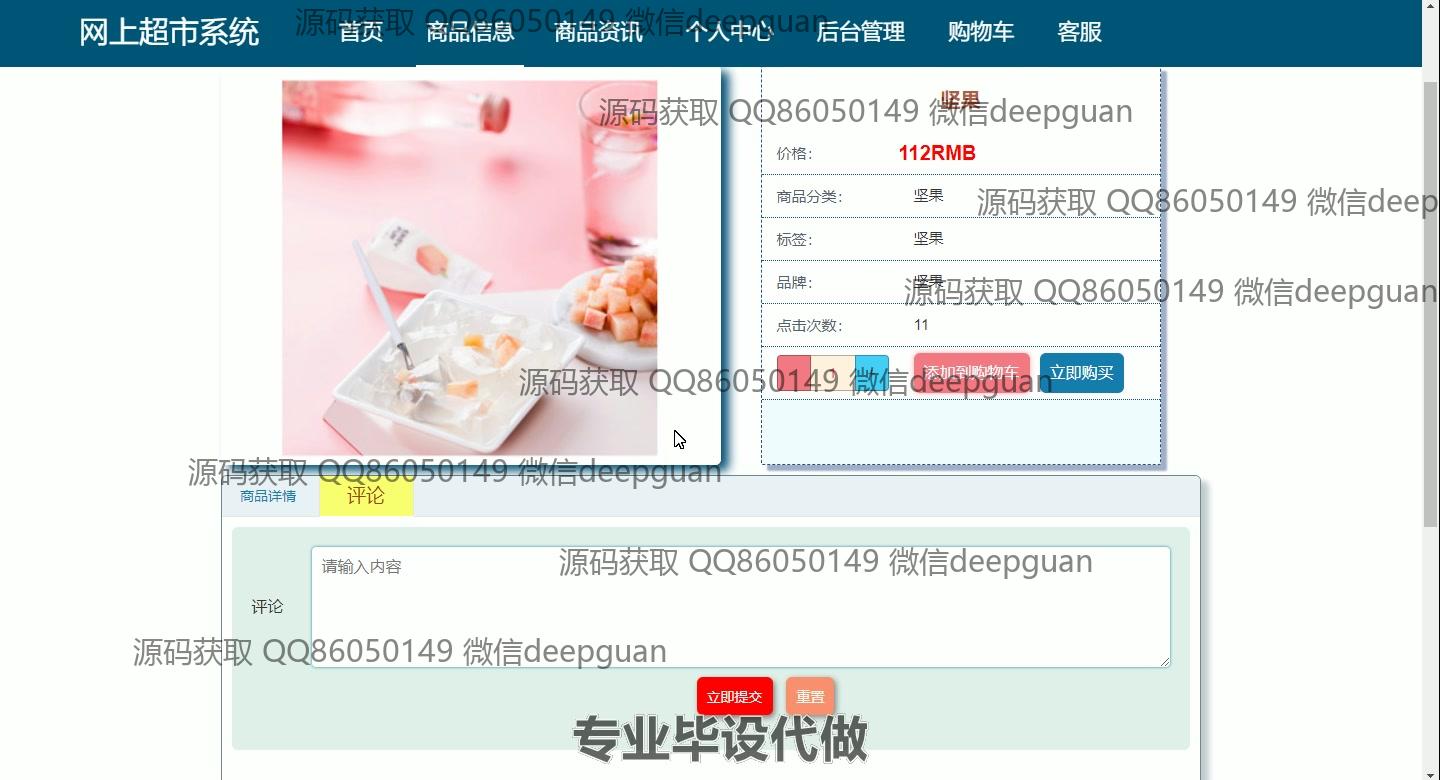 网上超市系统 首页 商品信息 商品资讯 个人中心 后台管理 购物车 客服
源码获取 QQ86050149 微信deepguan
坚果
源码获取 QQ86050149 微信deepguan
价格： 112RMB
商品分类： 坚果
源码获取 QQ86050149 微信deep
标签： 坚果
品牌： 坚果
源码获取 QQ86050149 微信deepguan
点击次数： 11
1 添加到购物车 立即购买
源码获取 QQ86050149 微信deepguan
源码获取 QQ86050149 微信deepguan
商品详情 评论
请输入内容
源码获取 QQ86050149 微信deepguan
评论
源码获取 QQ86050149 微信deepguan
立即提交 重置
专业毕设代做